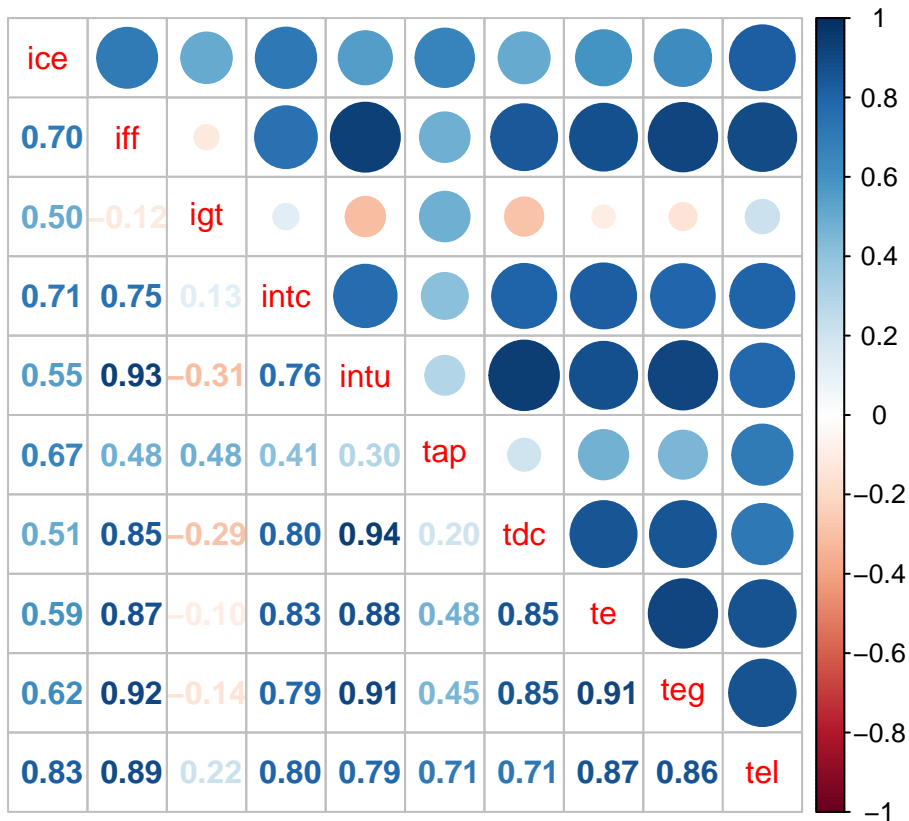 ice
0.70 iff
0.50 −0.12 igt
0.71 0.75 0.13 intc
0.55 0.93 −0.31 0.76 intu
0.67 0.48 0.48 0.41 0.30 tap
0.51 0.85 −0.29 0.80 0.94 0.20 tdc
0.59 0.87 −0.10 0.83 0.88 0.48 0.85 te
0.62 0.92 −0.14 0.79 0.91 0.45 0.85 0.91 teg
0.83 0.89 0.22 0.80 0.79 0.71 0.71 0.87 0.86 tel
1
0.8
0.6
0.4
0.2
0
−0.2
−0.4
−0.6
−0.8
−1